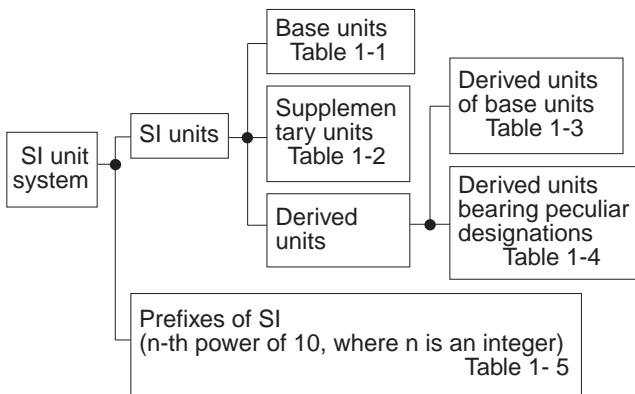 SI unit
system
SI units
Base units
Table 1-1
Supplemen
tary units
Table 1-2
Derived
units
Derived units
of base units
Table 1-3
Derived units
bearing peculiar
designations
Table 1-4
Prefixes of SI
(n-th power of 10, where n is an integer)
Table 1- 5